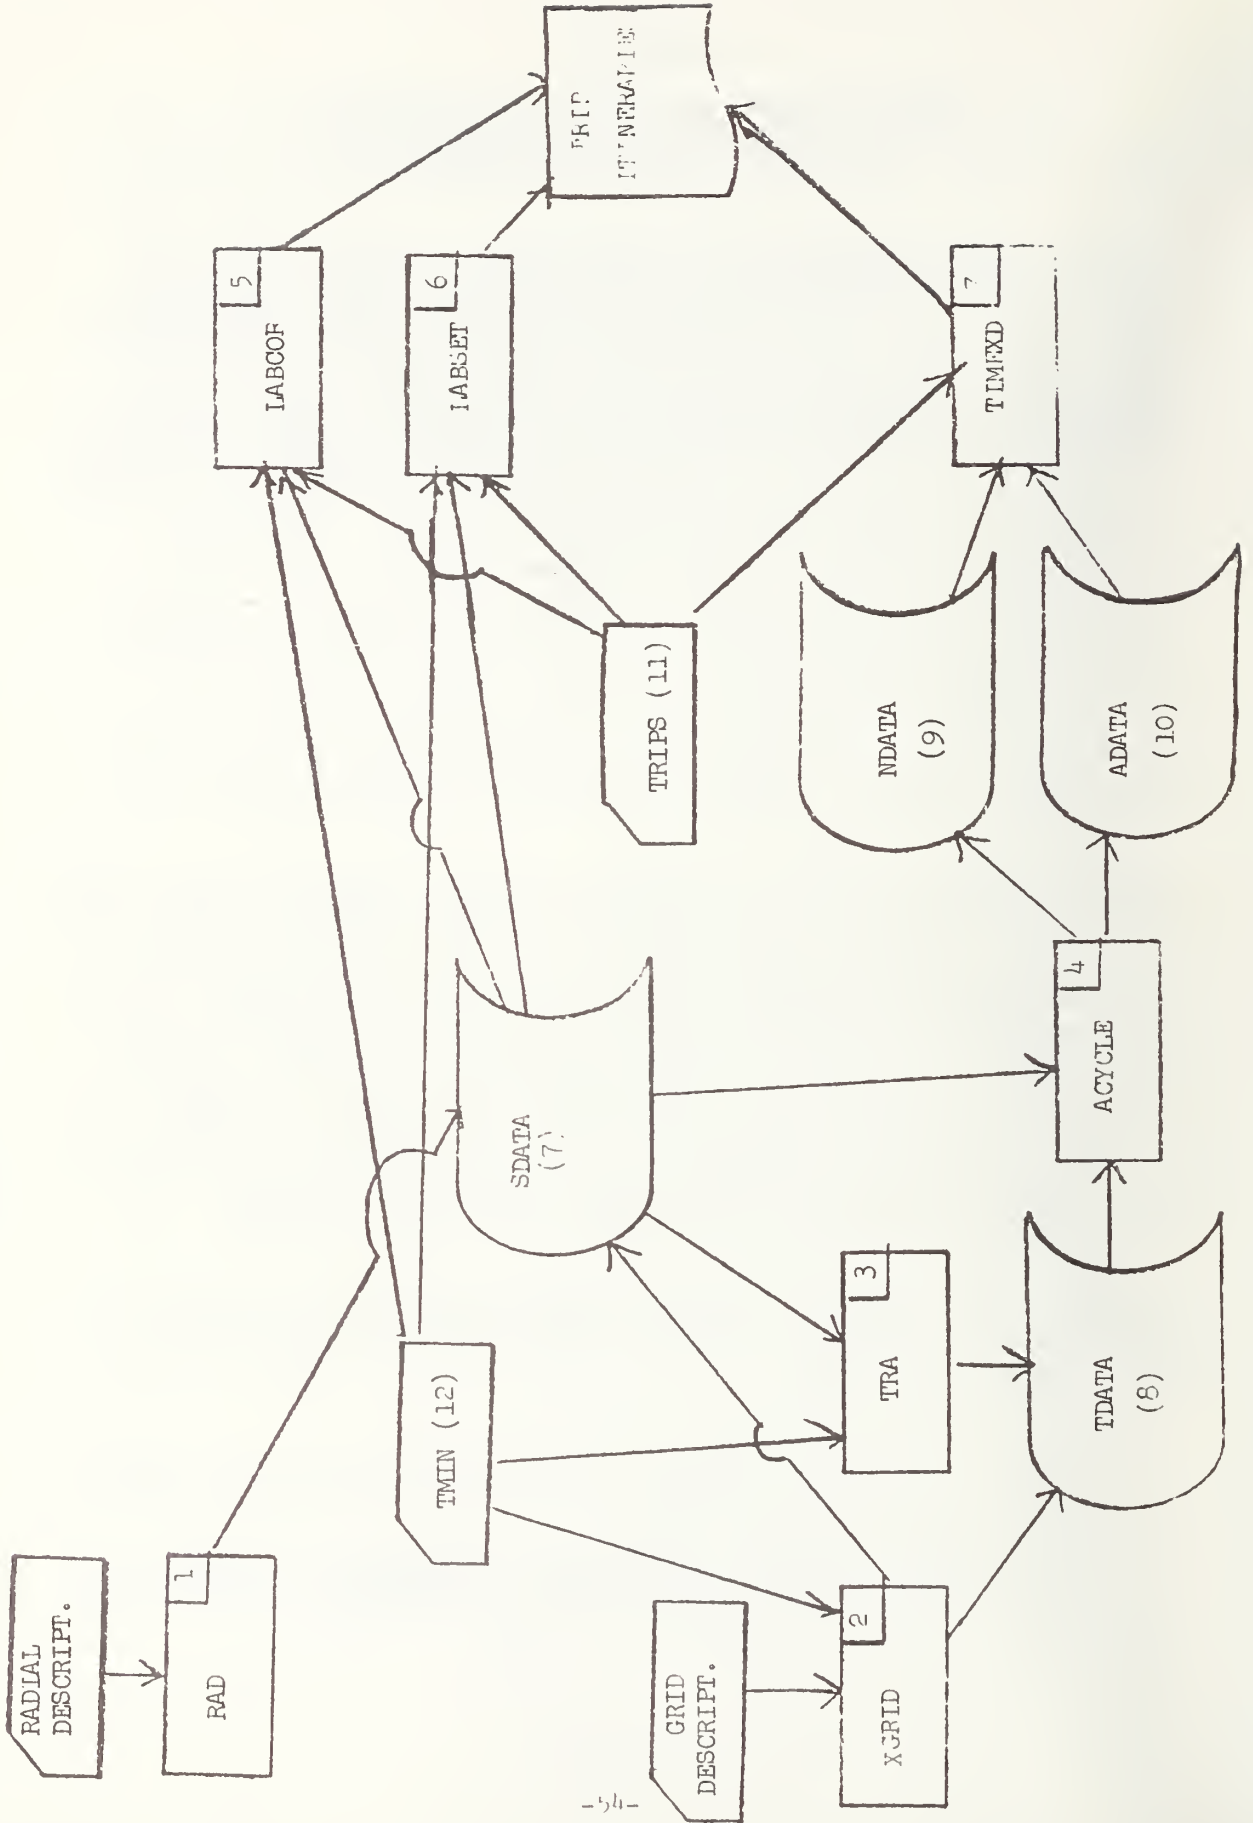 RADIAL
DESCRIPT.
1
RAD
TMIN (12)
GRID
DESCRIPT.
2
XGRID
SDATA
(7)
3
TRA
TDATA
(8)
4
ACYCLE
TRIPS (11)
NDATA
(9)
ADATA
(10)
5
LABCOF
6
LABSET
7
TIMEXD
TRIP
-54-